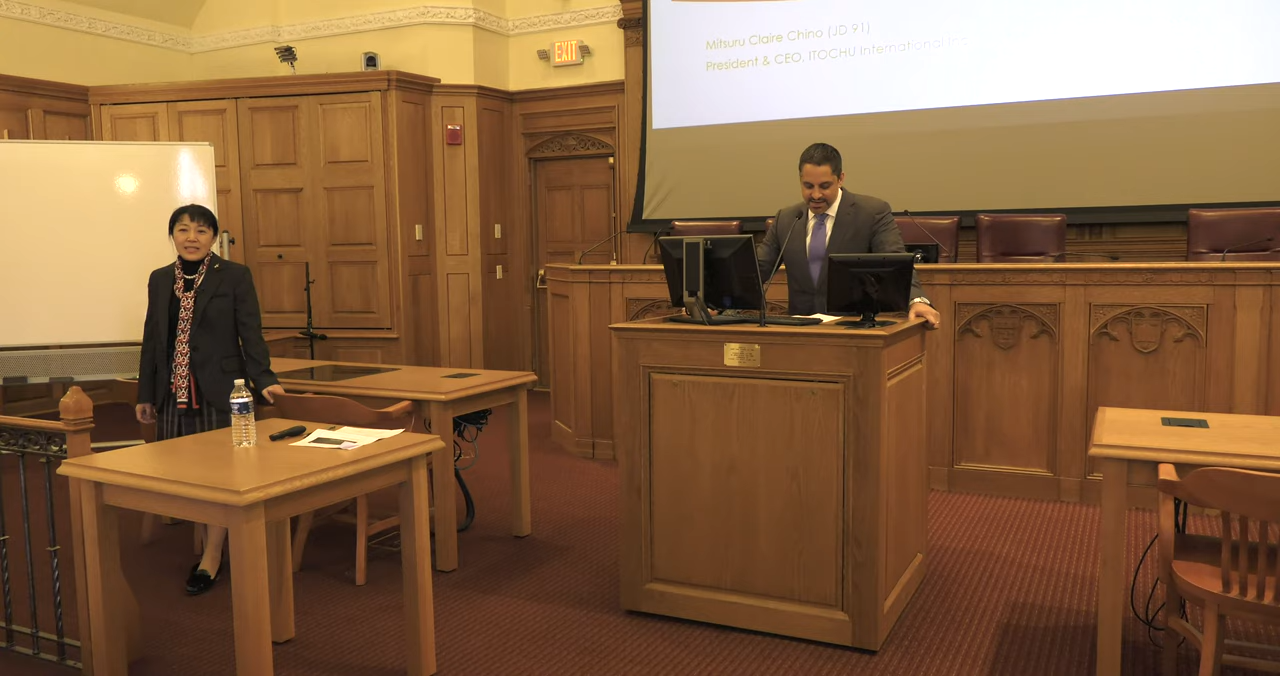 Mitsuru Claire Chino (JD 91)
President & CEO, ITOCHU International Inc.
EXIT